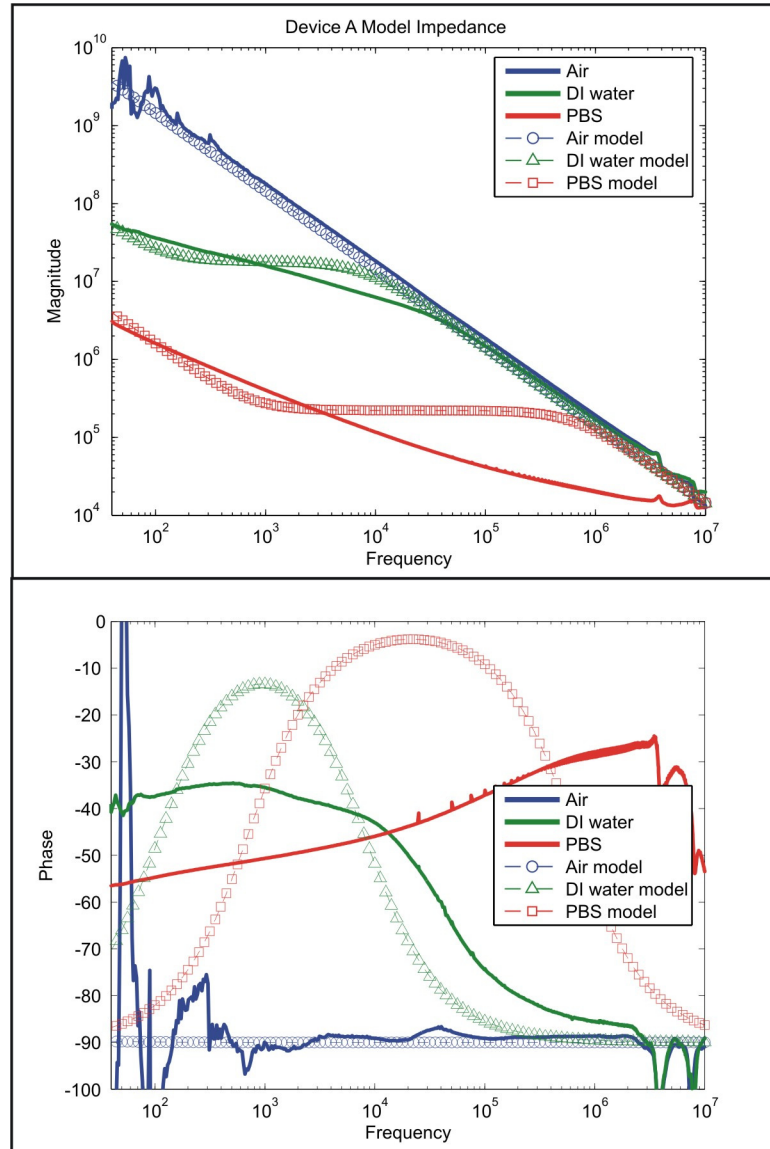 Device A Model Impedance
10^10
10^9
10^8
10^7
10^6
10^5
10^4
Magnitude
Air
DI water
PBS
Air model
DI water model
PBS model
10^2 10^3 10^4 10^5 10^6 10^7
Frequency
0
-10
-20
-30
-40
-50
-60
-70
-80
-90
-100
Phase
Air
DI water
PBS
Air model
DI water model
PBS model
10^2 10^3 10^4 10^5 10^6 10^7
Frequency